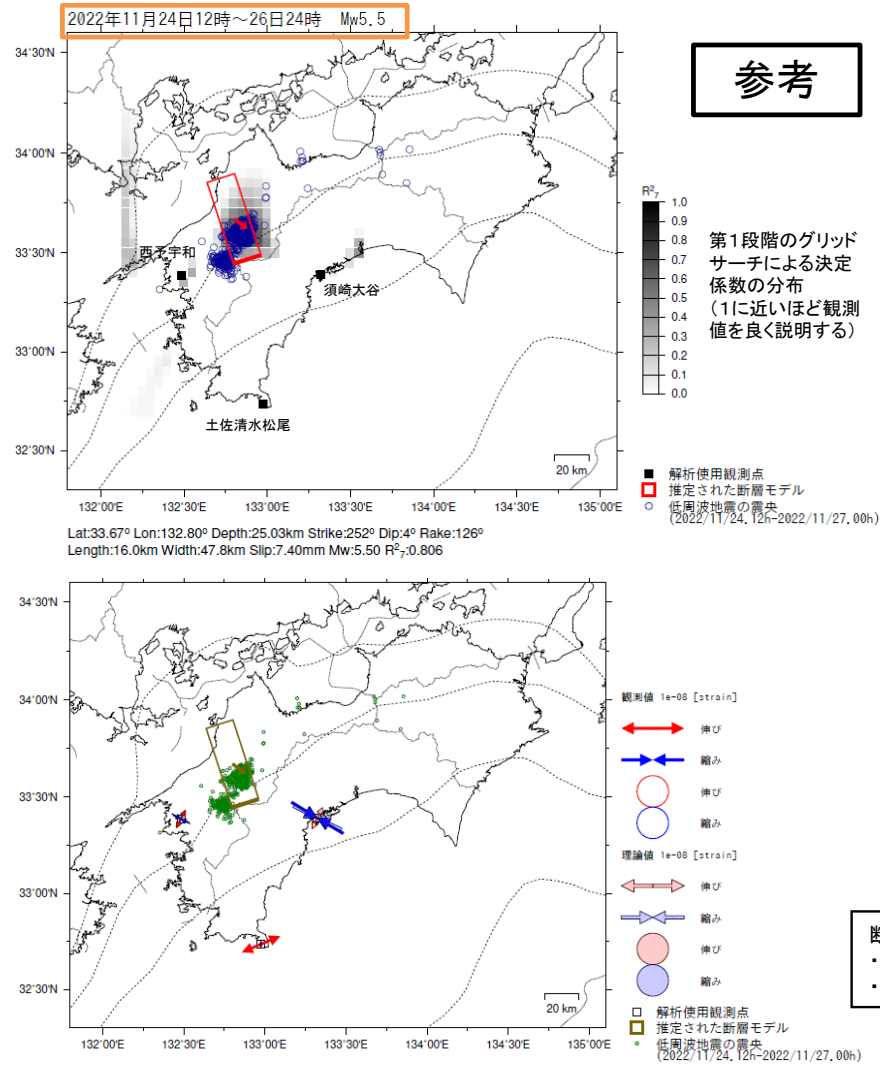 2022年11月24日12時～26日24時 Mw5.5
参考
34°30'N
34°00'N
33°30'N
33°00'N
32°30'N
西予宇和
須崎大谷
土佐清水松尾
20 km
132°00'E 132°30'E 133°00'E 133°30'E 134°00'E 134°30'E 135°00'E
R²₇
1.0
0.9
0.8
0.7
0.6
0.5
0.4
0.3
0.2
0.1
0.0
第１段階のグリッド
サーチによる決定
係数の分布
（１に近いほど観測
値を良く説明する）
解析使用観測点
推定された断層モデル
低周波地震の震央
(2022/11/24.12h-2022/11/27.00h)
Lat:33.67° Lon:132.80° Depth:25.03km Strike:252° Dip:4° Rake:126°
Length:16.0km Width:47.8km Slip:7.40mm Mw:5.50 R²₇:0.806
34°30'N
34°00'N
33°30'N
33°00'N
32°30'N
20 km
132°00'E 132°30'E 133°00'E 133°30'E 134°00'E 134°30'E 135°00'E
観測値 1e-08 [strain]
伸び
縮み
伸び
縮み
理論値 1e-08 [strain]
伸び
縮み
伸び
縮み
解析使用観測点
推定された断層モデル
低周波地震の震央
(2022/11/24.12h-2022/11/27.00h)
断
・
・